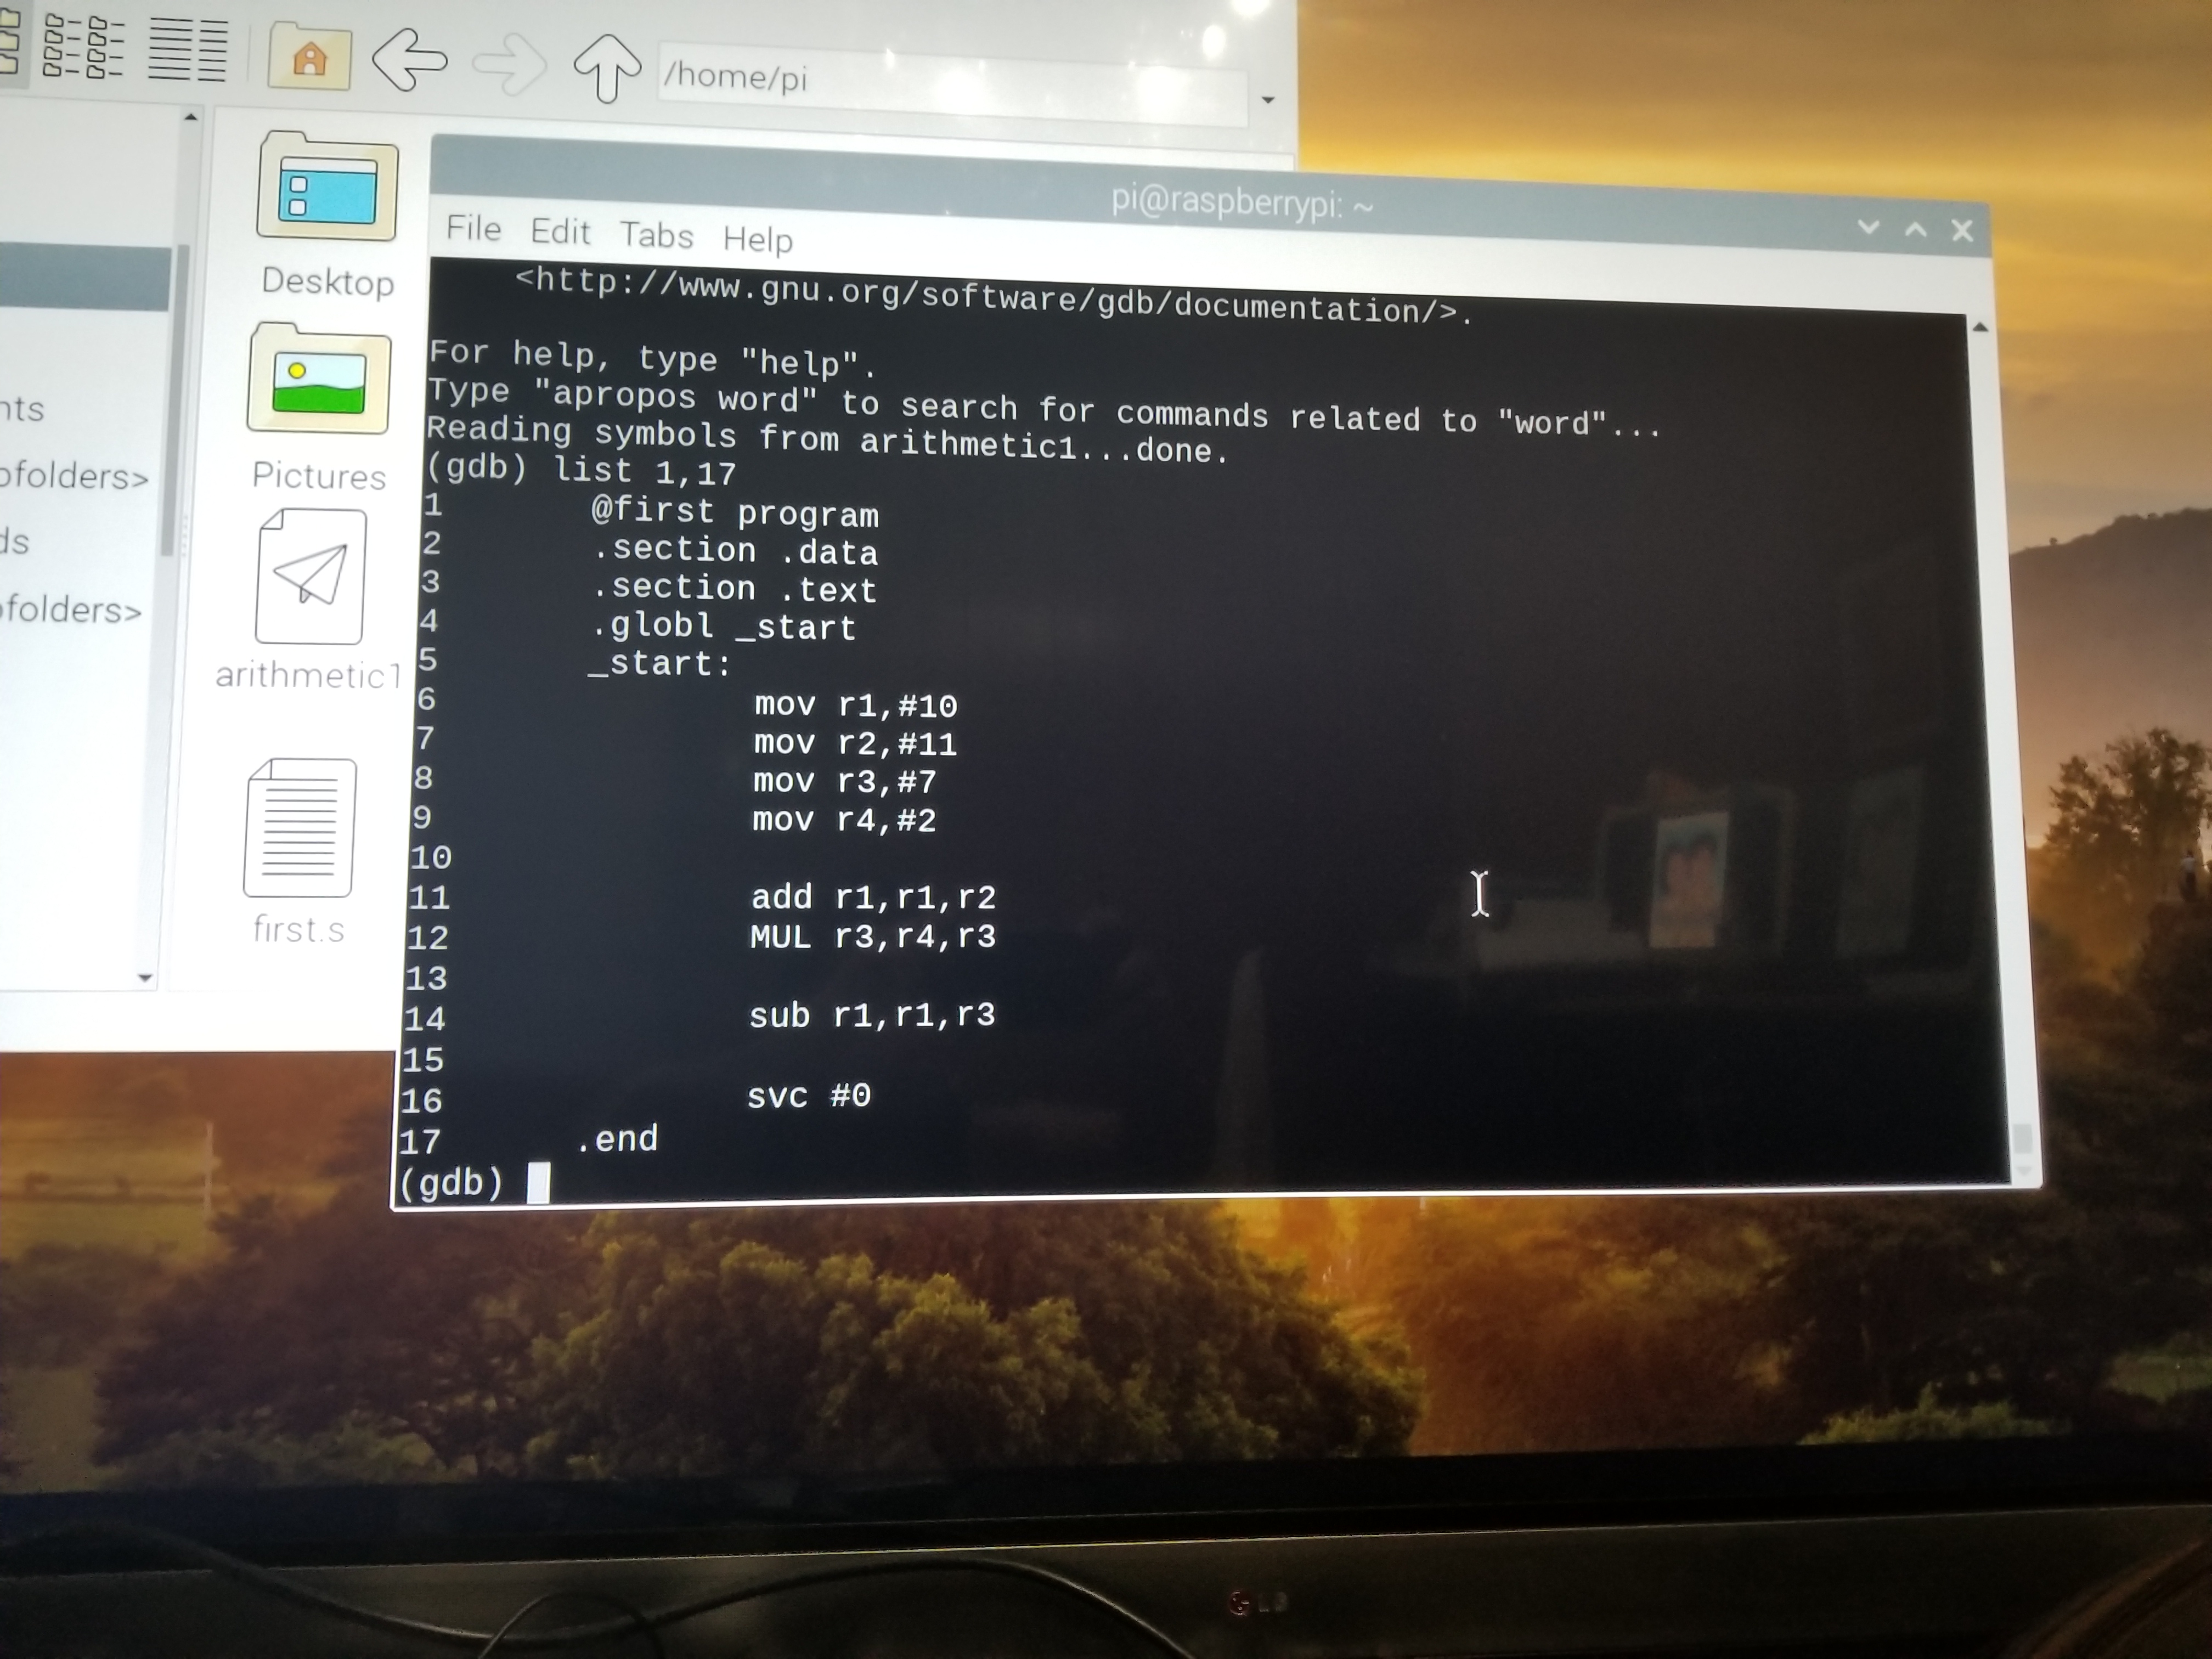 /home/pi
Desktop
Pictures
arithmetic1
first.s
nts
ofolders>
ds
ofolders>
pi@raspberrypi: ~
File Edit Tabs Help
<http://www.gnu.org/software/gdb/documentation/>.
For help, type "help".
Type "apropos word" to search for commands related to "word"...
Reading symbols from arithmetic1...done.
(gdb) list 1,17
1 @first program
2 .section .data
3 .section .text
4 .globl _start
5 _start:
6 mov r1,#10
7 mov r2,#11
8 mov r3,#7
9 mov r4,#2
10
11 add r1,r1,r2
12 MUL r3,r4,r3
13
14 sub r1,r1,r3
15
16 svc #0
17 .end
(gdb)
LG